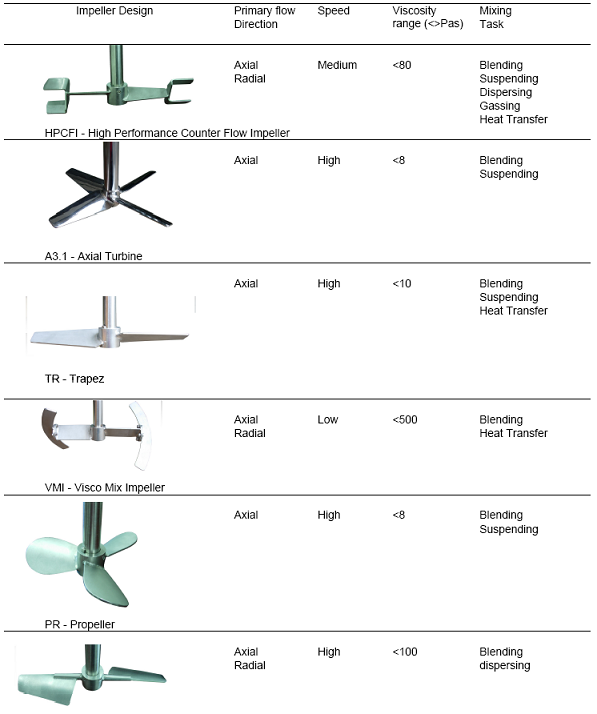 Impeller Design Primary flow Speed Viscosity Mixing
Direction range (<>Pas) Task
Axial Medium <80 Blending
Radial Suspending
Dispersing
Gassing
Heat Transfer
HPCFI - High Performance Counter Flow Impeller
Axial High <8 Blending
Suspending
A3.1 - Axial Turbine
Axial High <10 Blending
Suspending
Heat Transfer
TR - Trapez
Axial Low <500 Blending
Radial Heat Transfer
VMI - Visco Mix Impeller
Axial High <8 Blending
Suspending
PR - Propeller
Axial High <100 Blending
Radial dispersing